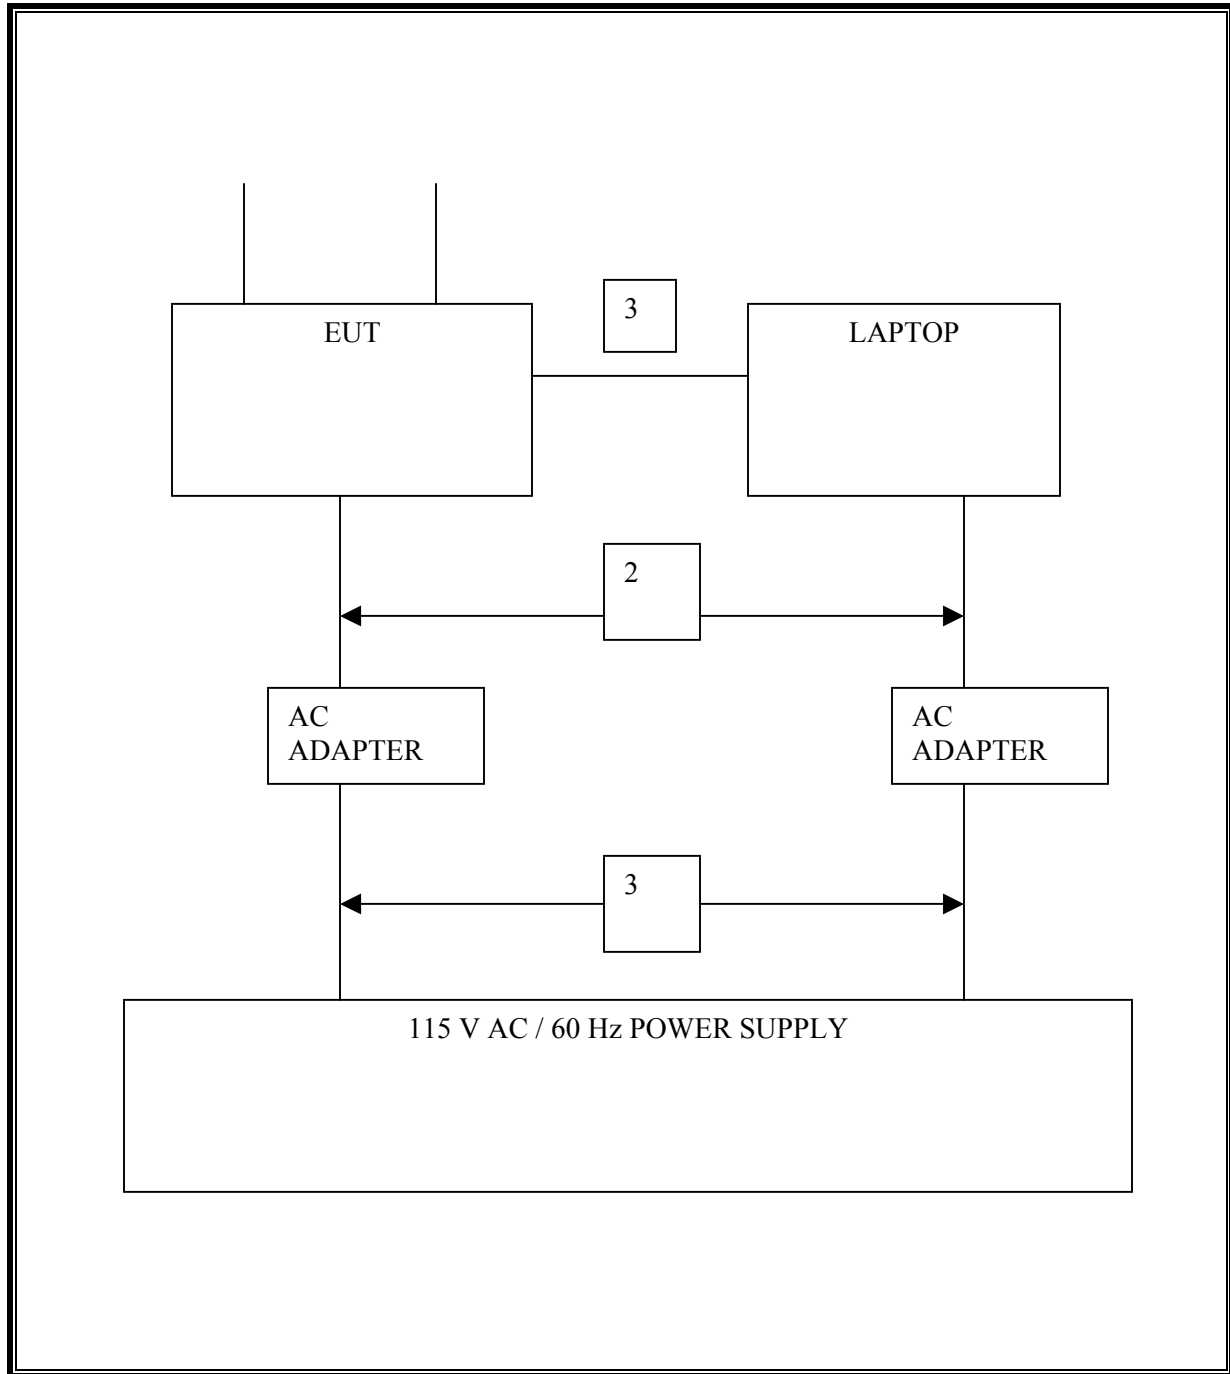 3
EUT
LAPTOP
2
AC
ADAPTER
AC
ADAPTER
3
115 V AC / 60 Hz POWER SUPPLY